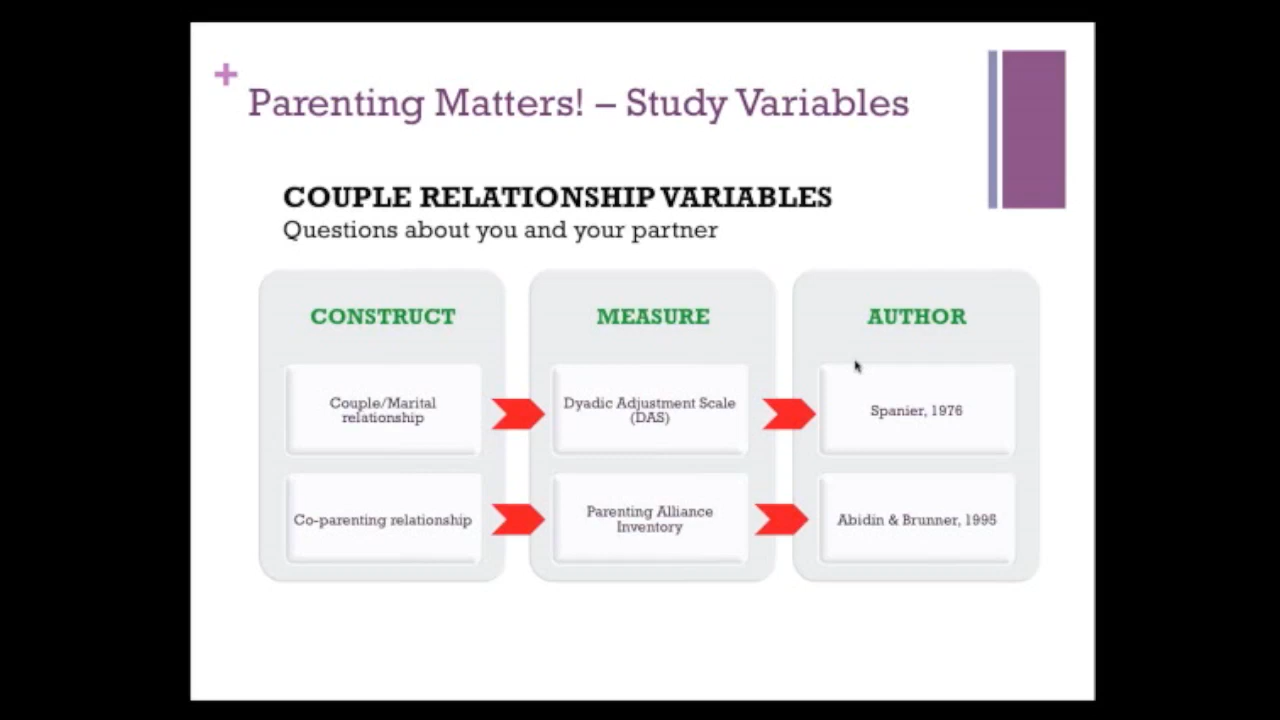 +
Parenting Matters! – Study Variables
COUPLE RELATIONSHIP VARIABLES
Questions about you and your partner
CONSTRUCT
MEASURE
AUTHOR
Couple/Marital
relationship
Dyadic Adjustment Scale
(DAS)
Spanier, 1976
Co-parenting relationship
Parenting Alliance
Inventory
Abidin & Brunner, 1995